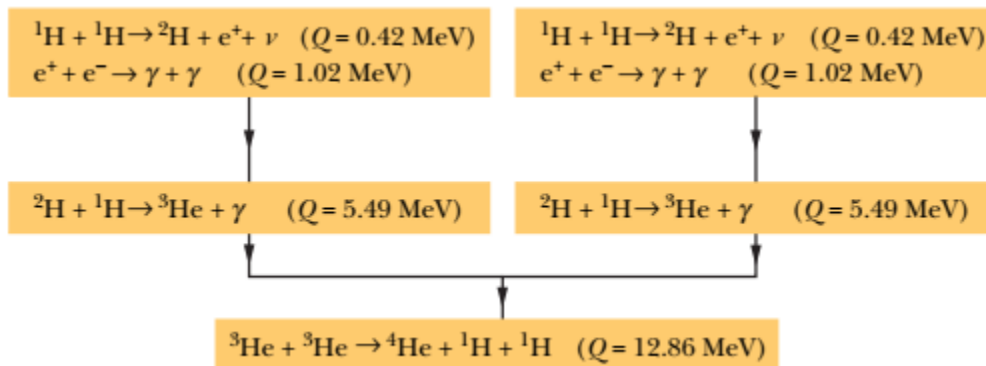 ¹H + ¹H → ²H + e⁺ + ν (Q = 0.42 MeV)
e⁺ + e⁻ → γ + γ (Q = 1.02 MeV)
¹H + ¹H → ²H + e⁺ + ν (Q = 0.42 MeV)
e⁺ + e⁻ → γ + γ (Q = 1.02 MeV)
²H + ¹H → ³He + γ (Q = 5.49 MeV)
²H + ¹H → ³He + γ (Q = 5.49 MeV)
³He + ³He → ⁴He + ¹H + ¹H (Q = 12.86 MeV)